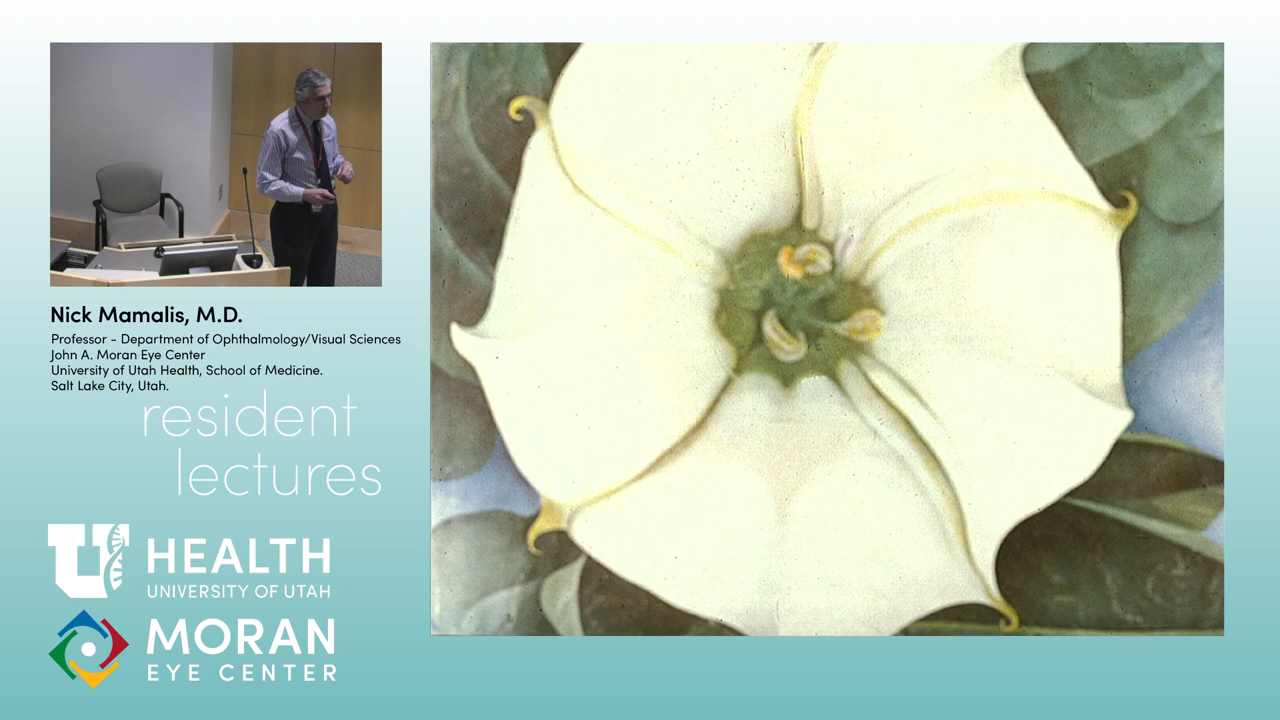 Nick Mamalis, M.D.
Professor - Department of Ophthalmology/Visual Sciences
John A. Moran Eye Center
University of Utah Health, School of Medicine.
Salt Lake City, Utah.
resident
lectures
U HEALTH
UNIVERSITY OF UTAH
MORAN
EYE CENTER